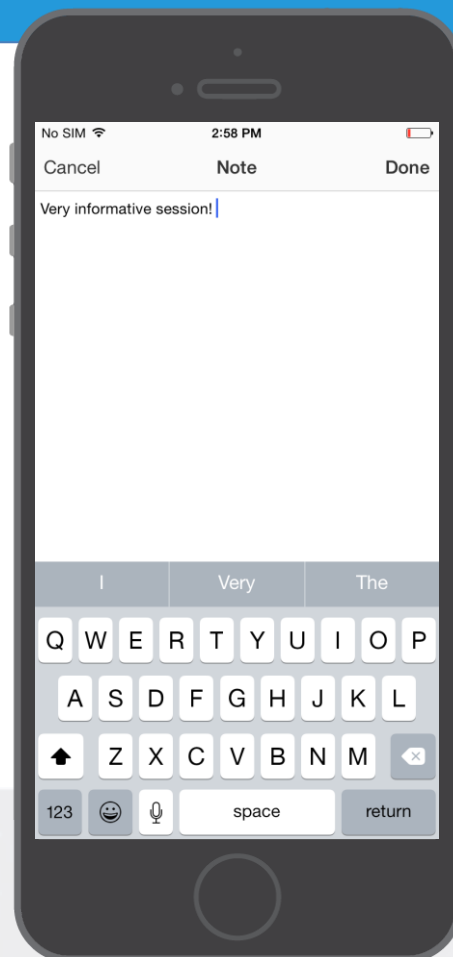 No SIM 2:58 PM
Cancel Note Done
Very informative session!
I Very The
Q W E R T Y U I O P
A S D F G H J K L
Z X C V B N M
123 space return